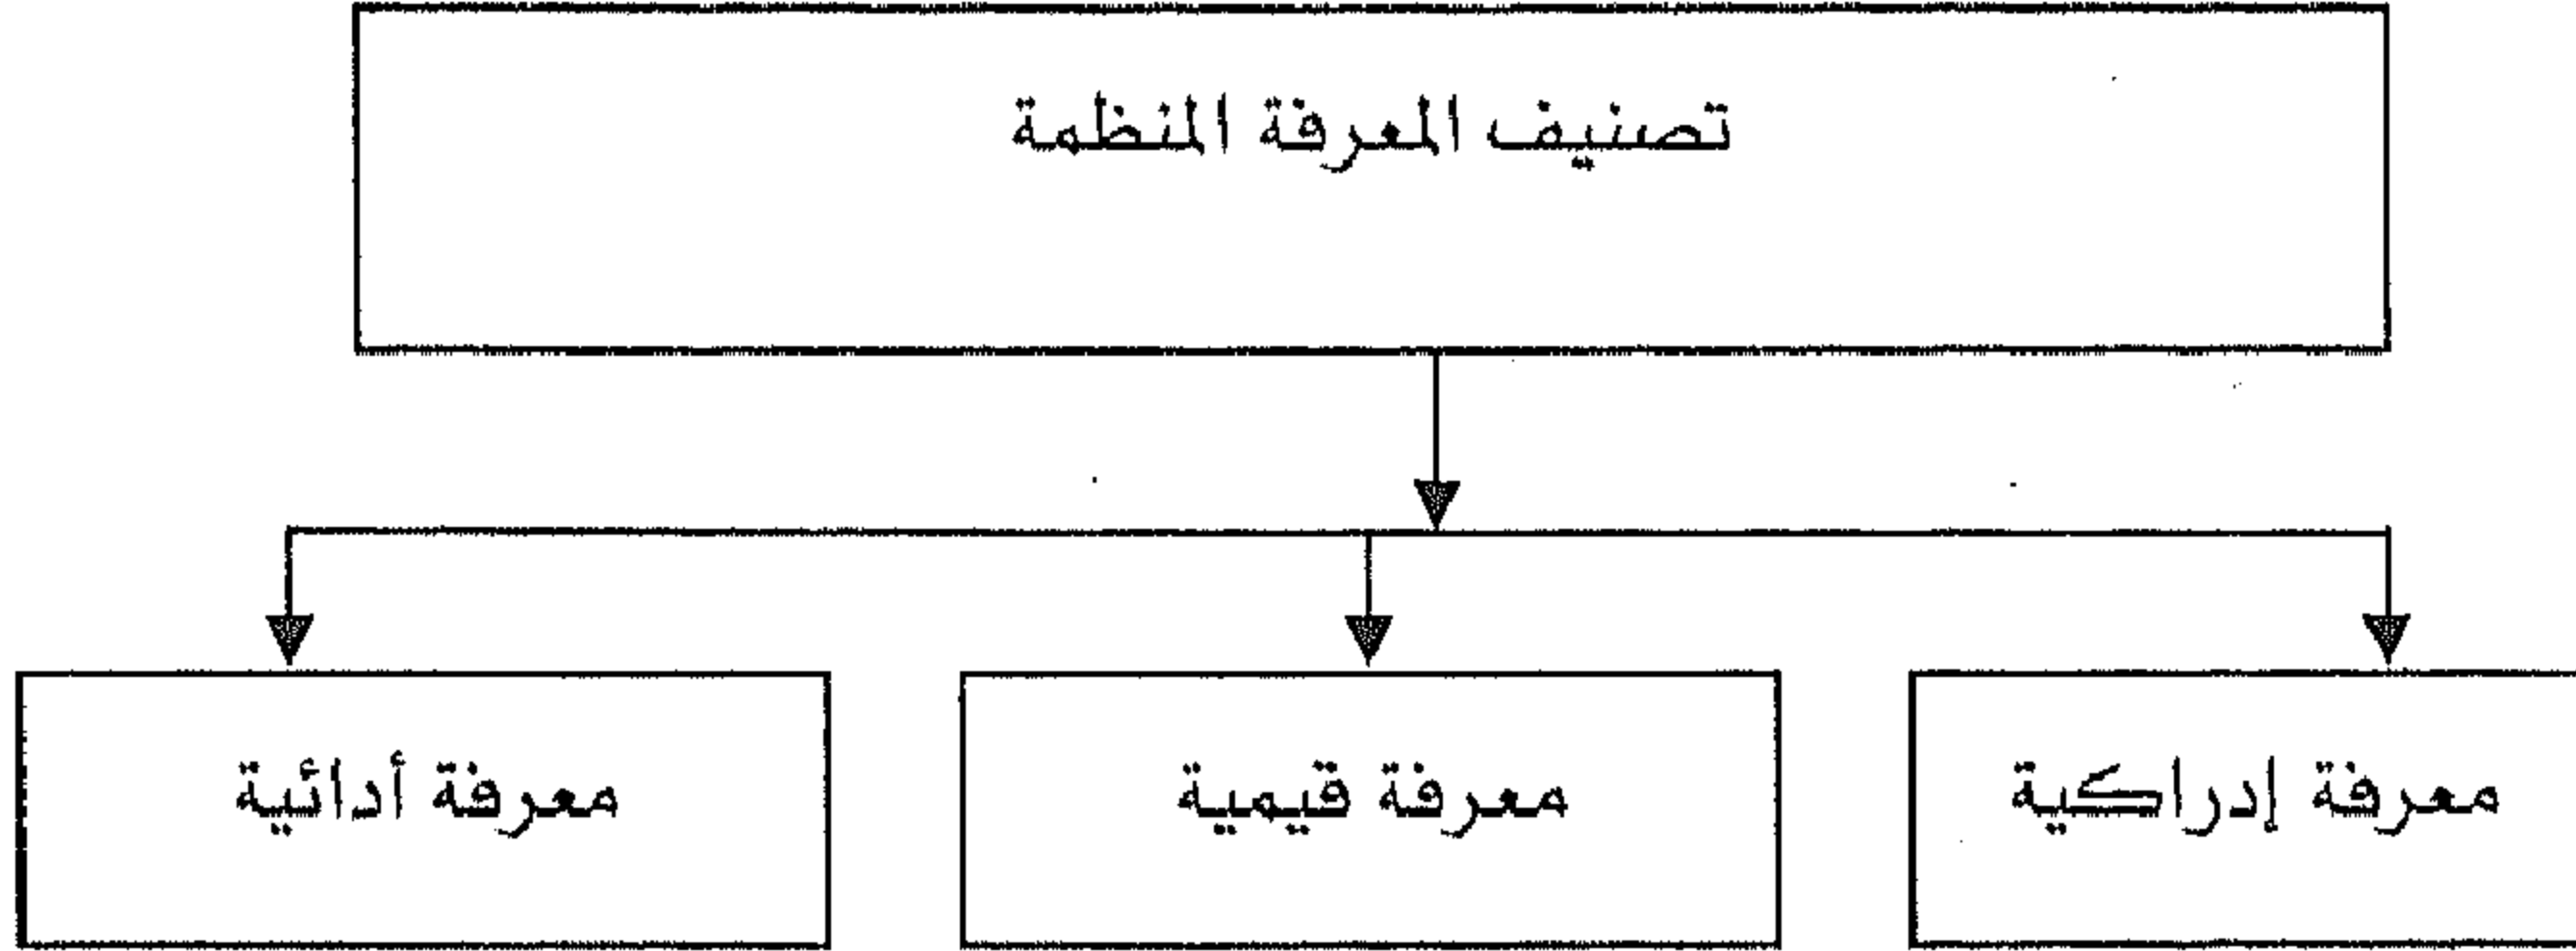 تصنيف المعرفة المنظمة
معرفة إدراكية
معرفة قيمية
معرفة أدائية